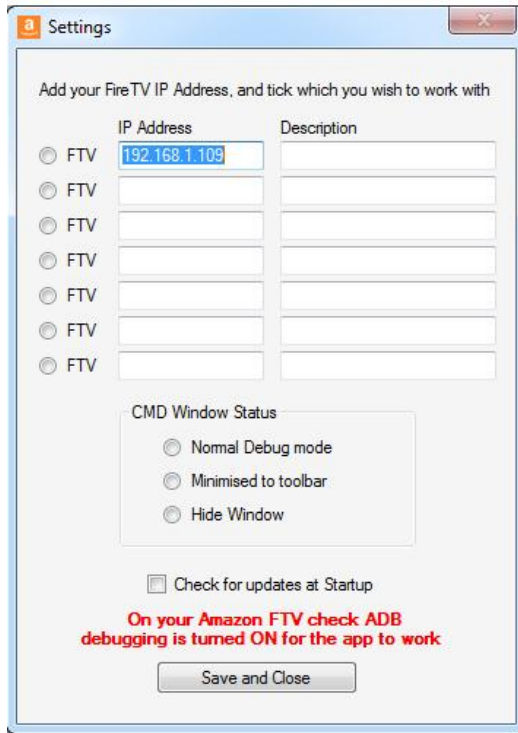 a Settings
Add your FireTV IP Address, and tick which you wish to work with
IP Address Description
FTV 192.168.1.109
FTV
FTV
FTV
FTV
FTV
FTV
CMD Window Status
Normal Debug mode
Minimised to toolbar
Hide Window
Check for updates at Startup
On your Amazon FTV check ADB
debugging is turned ON for the app to work
Save and Close